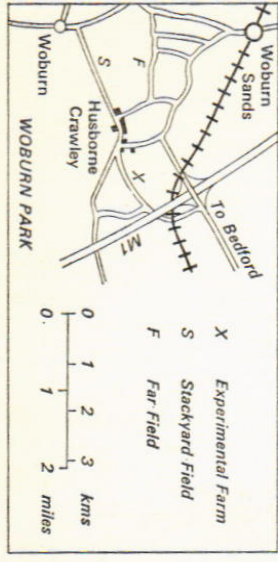 Woburn
Sands
To Bedford
F
S
X
M1
Husborne
Crawley
Woburn
WOBURN PARK
X Experimental Farm
S Stackyard Field
F Far Field
0 1 2 3 kms
0. 1 2 miles